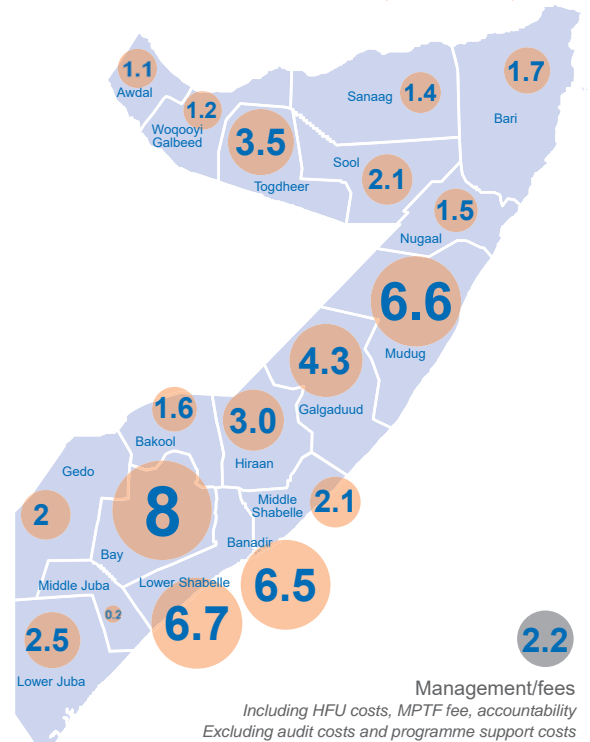 1.1
Awdal
1.2
Woqooyi
Galbeed
3.5
Togdheer
Sanaag
1.4
1.7
Bari
Sool
2.1
1.5
Nugaal
6.6
Mudug
4.3
Galgaduud
1.6
Bakool
3.0
Hiraan
Gedo
2
8
Bay
Middle
Shabelle
2.1
Banadir
6.5
Middle Juba
Lower Shabelle
6.7
0.2
2.5
Lower Juba
2.2
Management/fees
Including HFU costs, MPTF fee, accountability
Excluding audit costs and programme support costs